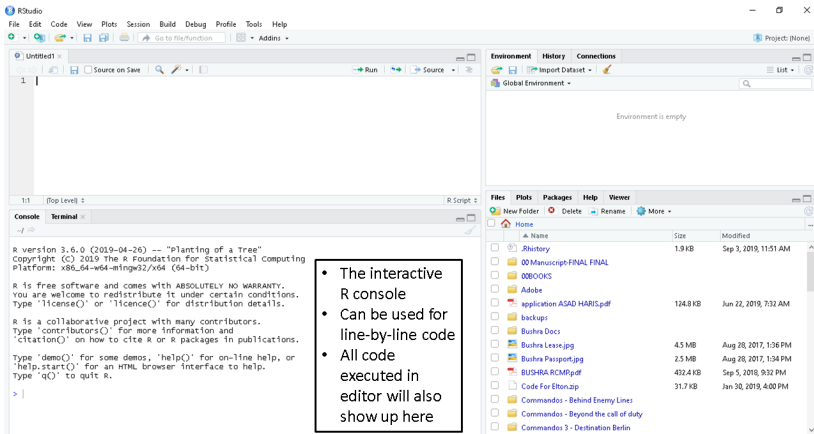 RStudio
File Edit Code View Plots Session Build Debug Profile Tools Help
Go to file/function Addins
Project: (None)
Untitled1
Source on Save Run Source
1
1:1 (Top Level) R Script
Console Terminal
~/
R version 3.6.0 (2019-04-26) -- "Planting of a Tree"
Copyright (C) 2019 The R Foundation for Statistical Computing
Platform: x86_64-w64-mingw32/x64 (64-bit)
R is free software and comes with ABSOLUTELY NO WARRANTY.
You are welcome to redistribute it under certain conditions.
Type 'license()' or 'licence()' for distribution details.
R is a collaborative project with many contributors.
Type 'contributors()' for more information and
'citation()' on how to cite R or R packages in publications.
Type 'demo()' for some demos, 'help()' for on-line help, or
'help.start()' for an HTML browser interface to help.
Type 'q()' to quit R.
>
• The interactive
R console
• Can be used for
line-by-line code
• All code
executed in
editor will also
show up here
Environment History Connections
Import Dataset List
Global Environment
Environment is empty
Files Plots Packages Help Viewer
New Folder Delete Rename More
Home
Name Size Modified
.Rhistory 1.9 KB Sep 3, 2019, 11:51 AM
00 Manuscript-FINAL FINAL
00BOOKS
Adobe
application ASAD HARIS.pdf 124.8 KB Jun 22, 2019, 7:32 AM
backups
Bushra Docs
Bushra Lease.jpg 4.5 MB Aug 28, 2017, 1:36 PM
Bushra Passport.jpg 2.5 MB Aug 28, 2017, 1:34 PM
BUSHRA RCMP.pdf 432.4 KB Sep 5, 2018, 9:32 PM
Code For Elton.zip 31.7 KB Jan 30, 2019, 4:00 PM
Commandos - Behind Enemy Lines
Commandos - Beyond the call of duty
Commandos 3 - Destination Berlin